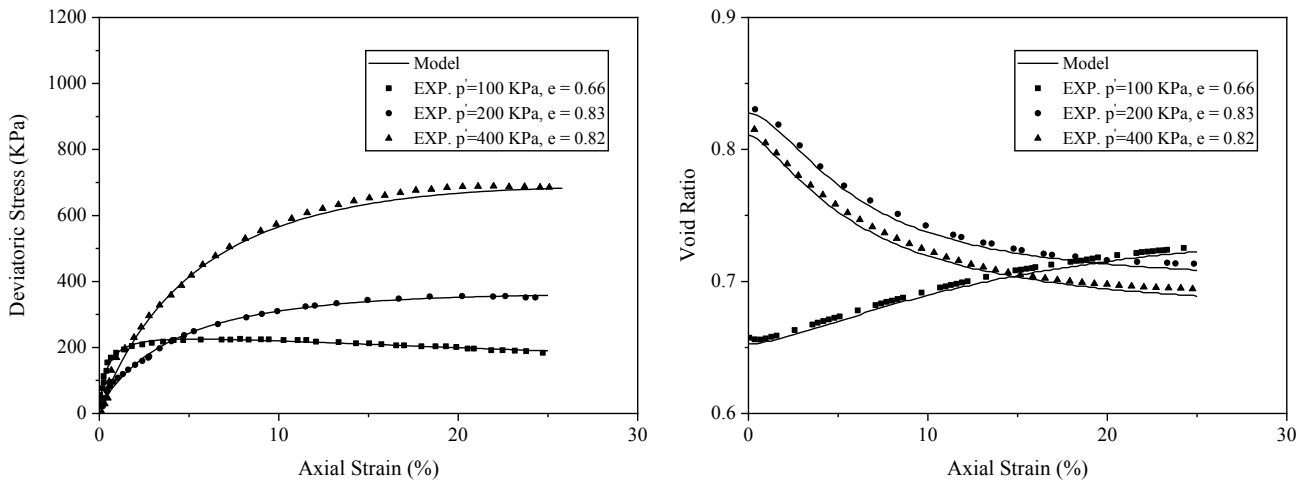 1200
1000
800
600
400
200
0
0
10
20
30
Deviatoric Stress (KPa)
Axial Strain (%)
Model
EXP. p'=100 KPa, e = 0.66
EXP. p'=200 KPa, e = 0.83
EXP. p'=400 KPa, e = 0.82
0.9
0.8
0.7
0.6
0
10
20
30
Void Ratio
Axial Strain (%)
Model
EXP. p'=100 KPa, e = 0.66
EXP. p'=200 KPa, e = 0.83
EXP. p'=400 KPa, e = 0.82